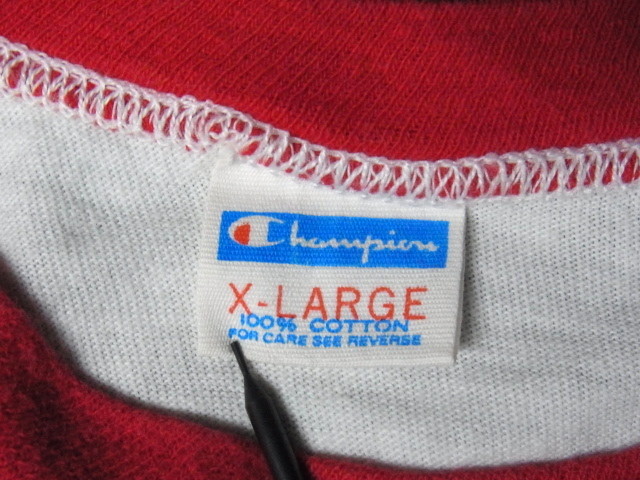 Champion
X-LARGE
100% COTTON
FOR CARE SEE REVERSE